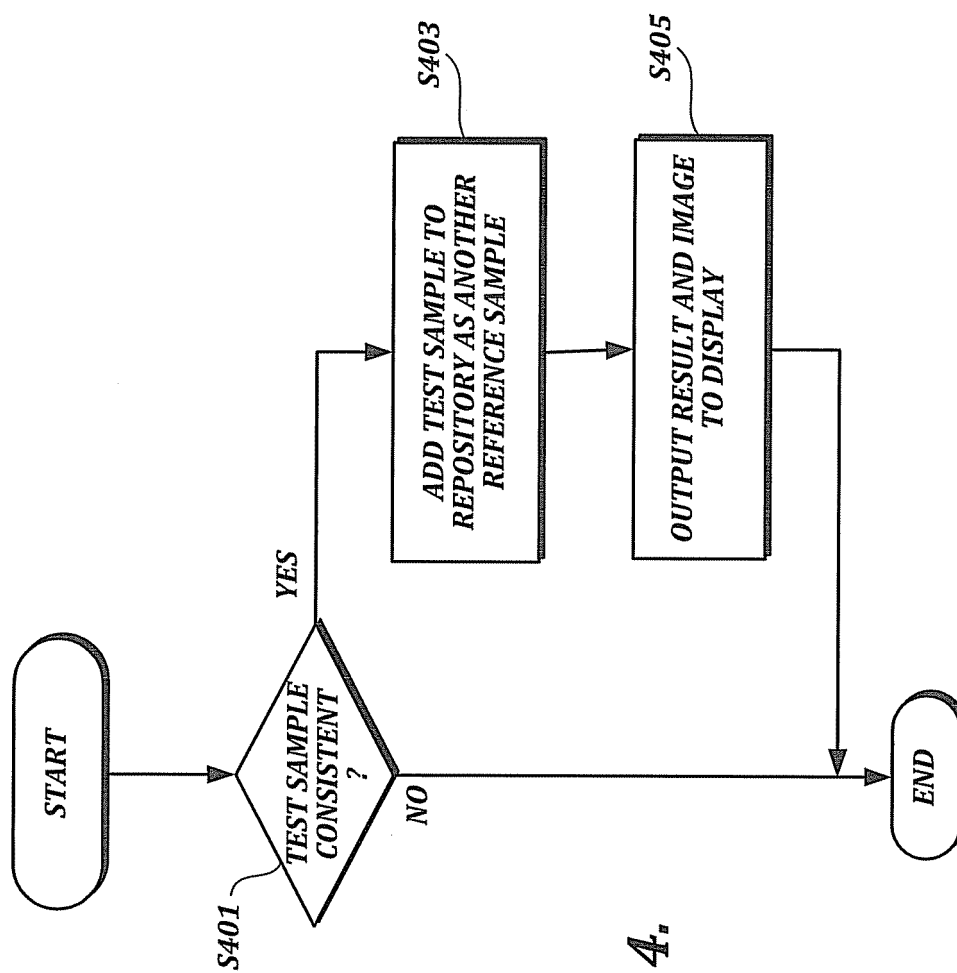 START
S401
TEST SAMPLE
CONSISTENT
?
YES
NO
S403
ADD TEST SAMPLE TO
REPOSITORY AS ANOTHER
REFERENCE SAMPLE
S405
OUTPUT RESULT AND IMAGE
TO DISPLAY
END
4.